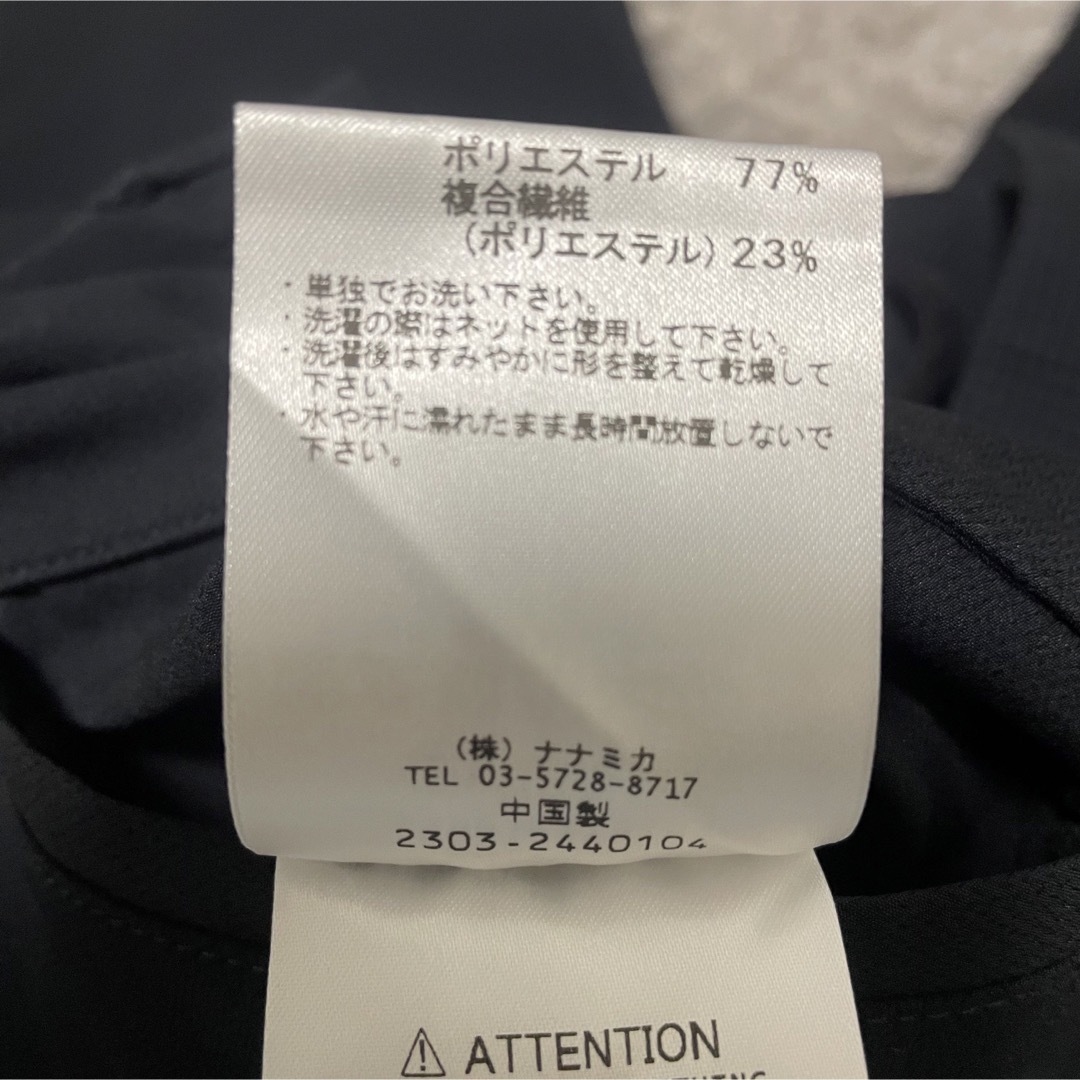 ポリエステル 77%
複合繊維
(ポリエステル) 23%
・単独でお洗い下さい。
・洗濯の際はネットを使用して下さい。
・洗濯後はすみやかに形を整えて乾燥して
下さい。
・水や汗に濡れたまま長時間放置しないで
下さい。
(株) ナナミカ
TEL 03-5728-8717
中国製
2303-2440104
ATTENTION